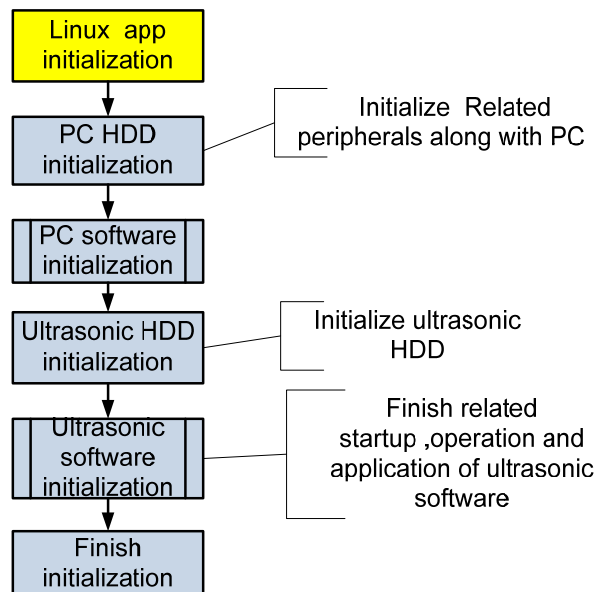 Linux app
initialization
PC HDD
initialization
Initialize Related
peripherals along with PC
PC software
initialization
Ultrasonic HDD
initialization
Initialize ultrasonic
HDD
Ultrasonic
software
initialization
Finish related
startup ,operation and
application of ultrasonic
software
Finish
initialization